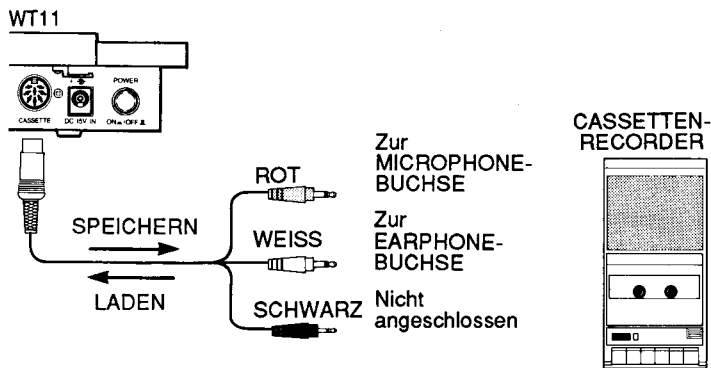 WT11
POWER
CASSETTE
DC 15V IN
ON OFF
CASSETTEN-
RECORDER
ROT
Zur
MICROPHONE-
BUCHSE
SPEICHERN
WEISS
Zur
EARPHONE-
BUCHSE
LADEN
SCHWARZ
Nicht
angeschlossen